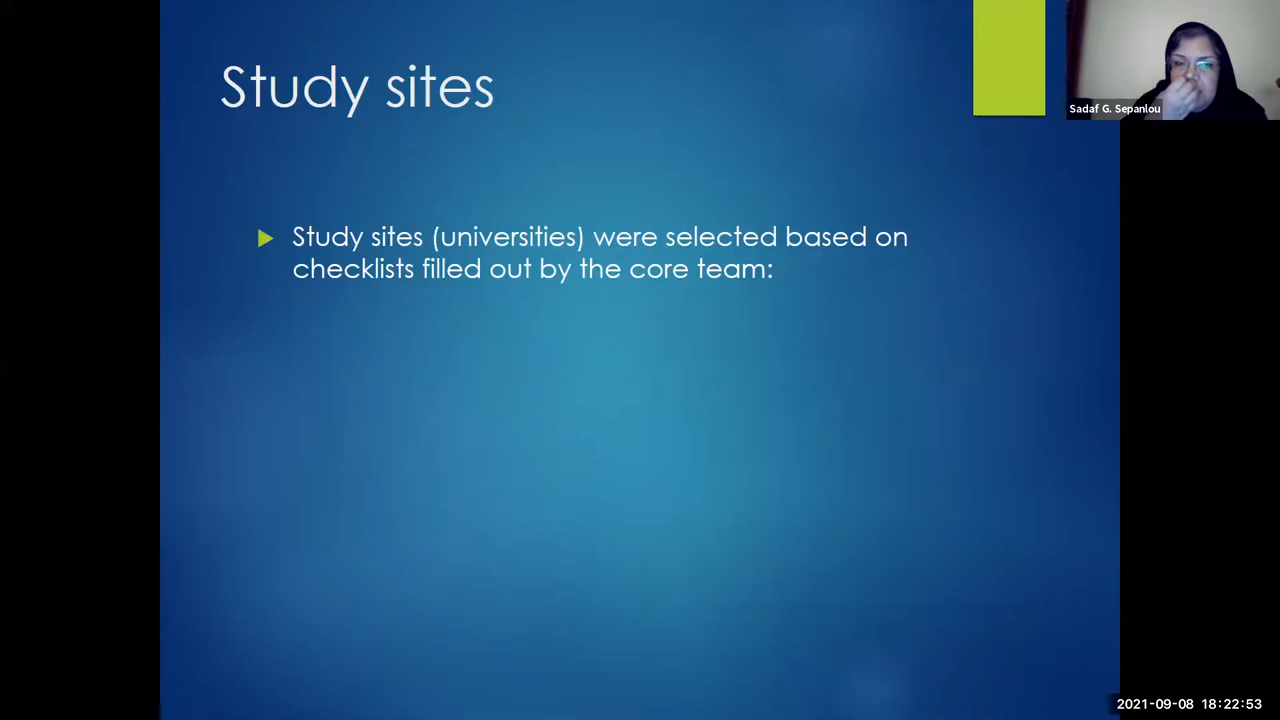 Study sites
Sadaf G. Sepanlou
Study sites (universities) were selected based on
checklists filled out by the core team:
2021-09-08 18:22:53